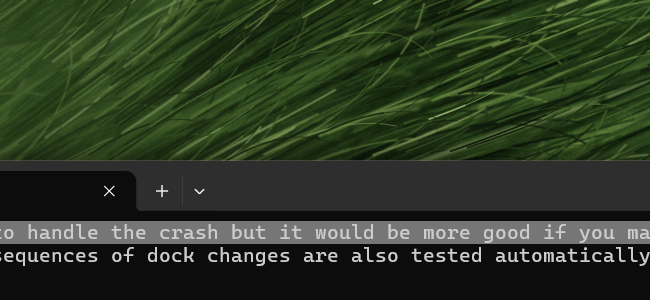 to handle the crash but it would be more good if you ma
sequences of dock changes are also tested automatically